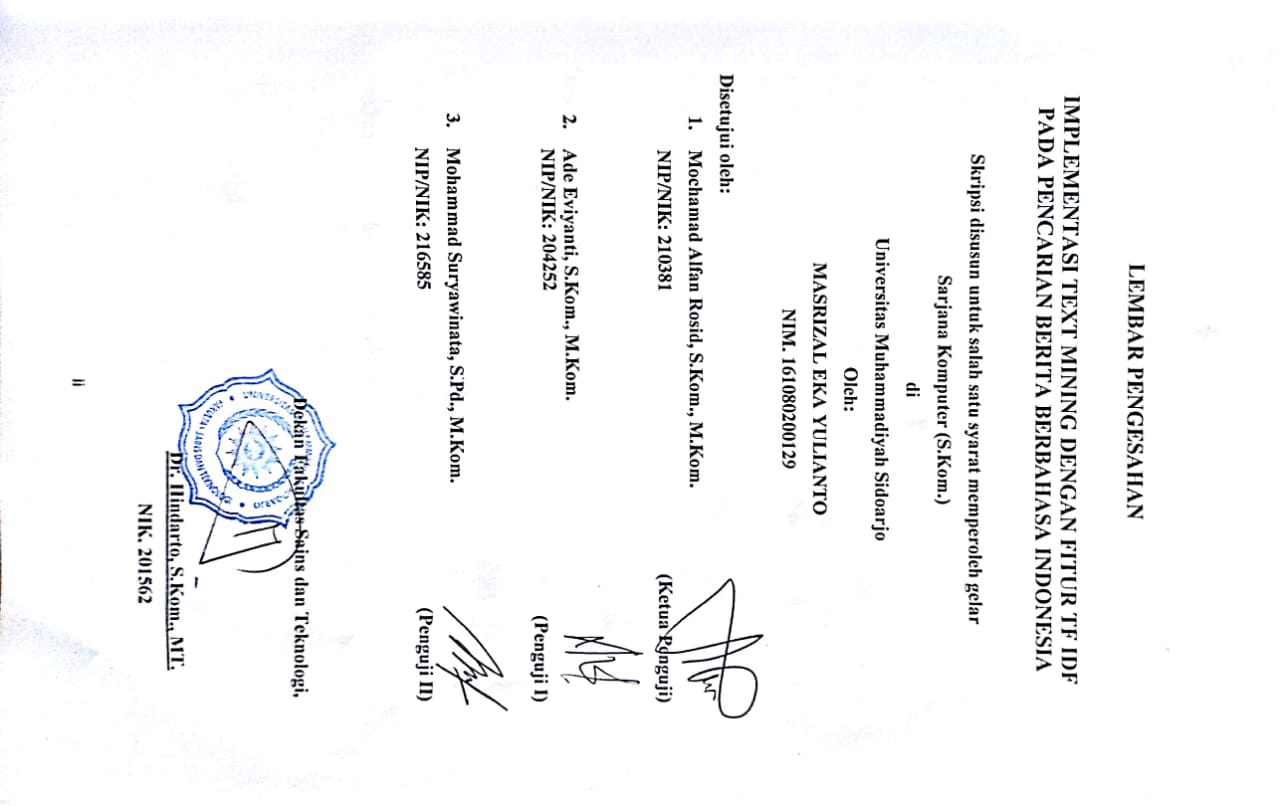 LEMBAR PENGESAHAN
IMPLEMENTASI TEXT MINING DENGAN FITUR TF IDF
PADA PENCARIAN BERITA BERBAHASA INDONESIA
Skripsi disusun untuk salah satu syarat memperoleh gelar
Sarjana Komputer (S.Kom.)
di
Universitas Muhammadiyah Sidoarjo
Oleh:
MASRIZAL EKA YULIANTO
NIM. 161080200129
Disetujui oleh:
1. Mochamad Alfan Rosid, S.Kom., M.Kom.
NIP/NIK: 210381
(Ketua Penguji)
2. Ade Eviyanti, S.Kom., M.Kom.
NIP/NIK: 204252
(Penguji I)
3. Mohammad Suryawinata, S.Pd., M.Kom.
NIP/NIK: 216585
(Penguji II)
Dekan Fakultas Sains dan Teknologi,
FAKULTAS SAINS DAN TEKNOLOGI
Dr. Hindarto, S.Kom., MT.
NIK. 201562
ii